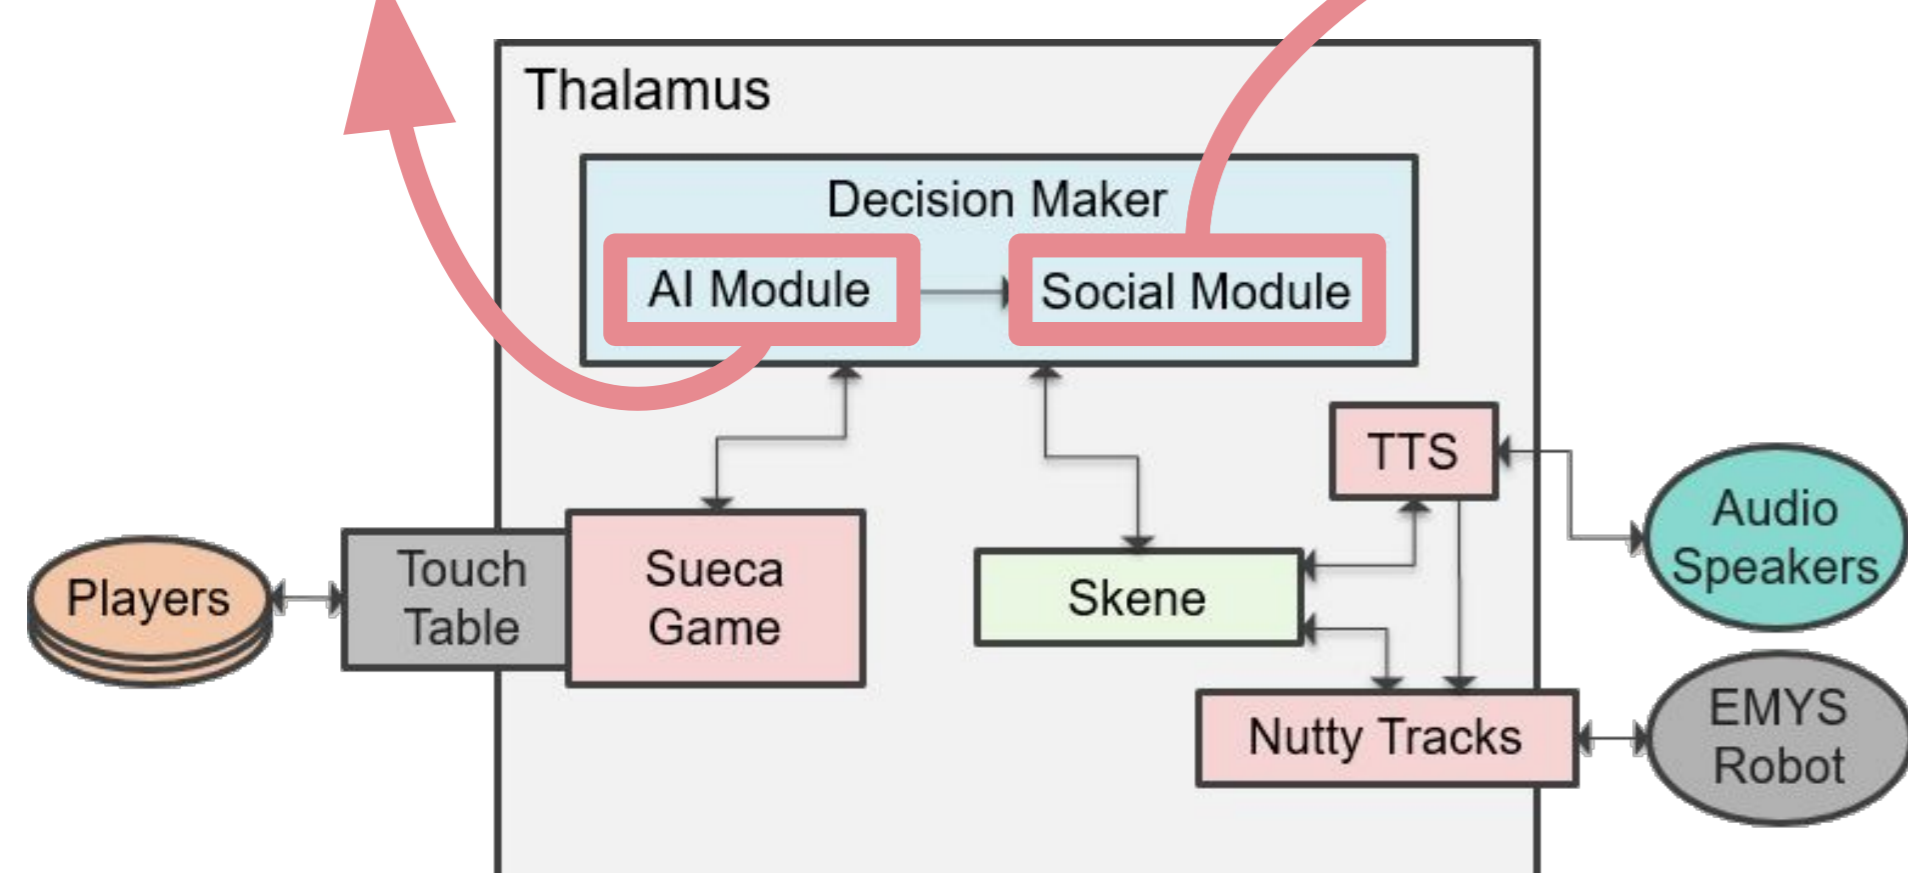 Thalamus
Decision Maker
AI Module
Social Module
TTS
Audio
Speakers
Players
Touch
Table
Sueca
Game
Skene
Nutty Tracks
EMYS
Robot